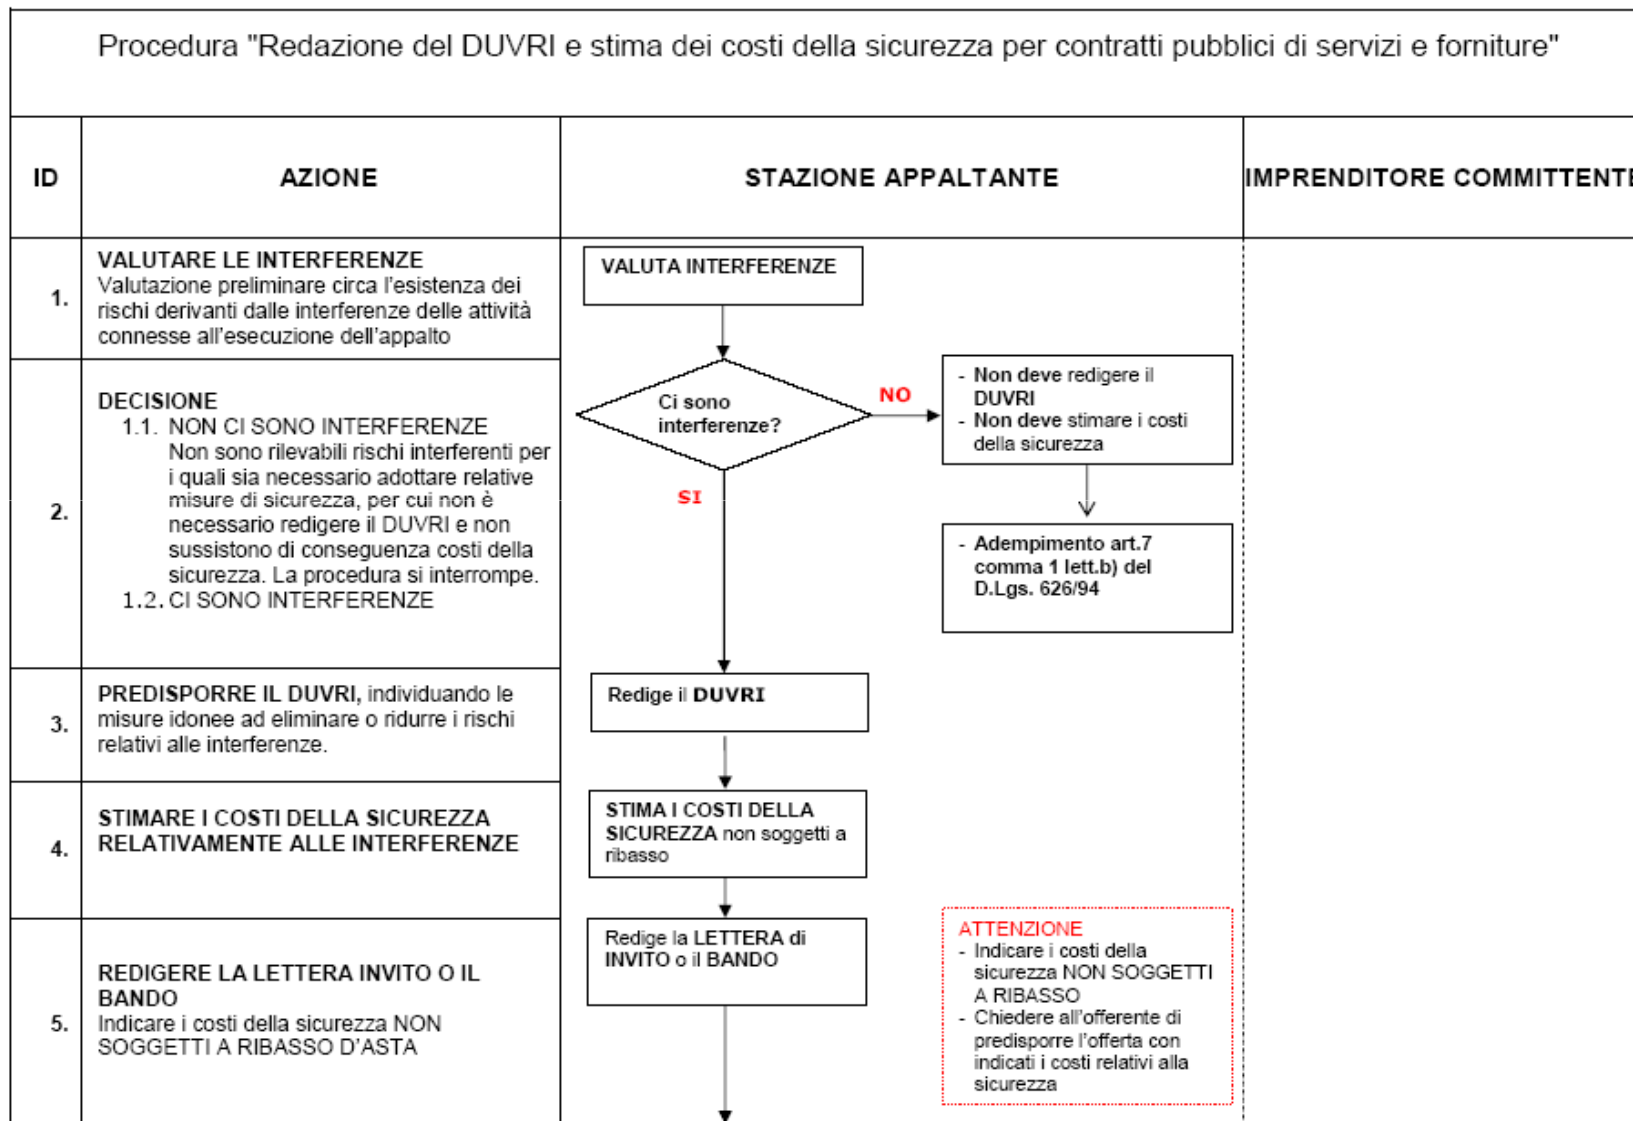 Procedura "Redazione del DUVRI e stima dei costi della sicurezza per contratti pubblici di servizi e forniture"
ID
AZIONE
STAZIONE APPALTANTE
IMPRENDITORE COMMITTENTE
1.
VALUTARE LE INTERFERENZE
Valutazione preliminare circa l'esistenza dei
rischi derivanti dalle interferenze delle attività
connesse all'esecuzione dell'appalto
VALUTA INTERFERENZE
2.
DECISIONE
1.1. NON CI SONO INTERFERENZE
Non sono rilevabili rischi interferenti per
i quali sia necessario adottare relative
misure di sicurezza, per cui non è
necessario redigere il DUVRI e non
sussistono di conseguenza costi della
sicurezza. La procedura si interrompe.
1.2. CI SONO INTERFERENZE
Ci sono
interferenze?
NO
SI
- Non deve redigere il
DUVRI
- Non deve stimare i costi
della sicurezza
- Adempimento art.7
comma 1 lett.b) del
D.Lgs. 626/94
3.
PREDISPORRE IL DUVRI, individuando le
misure idonee ad eliminare o ridurre i rischi
relativi alle interferenze.
Redige il DUVRI
4.
STIMARE I COSTI DELLA SICUREZZA
RELATIVAMENTE ALLE INTERFERENZE
STIMA I COSTI DELLA
SICUREZZA non soggetti a
ribasso
5.
REDIGERE LA LETTERA INVITO O IL
BANDO
Indicare i costi della sicurezza NON
SOGGETTI A RIBASSO D'ASTA
Redige la LETTERA di
INVITO o il BANDO
ATTENZIONE
- Indicare i costi della
sicurezza NON SOGGETTI
A RIBASSO
- Chiedere all'offerente di
predisporre l'offerta con
indicati i costi relativi alla
sicurezza